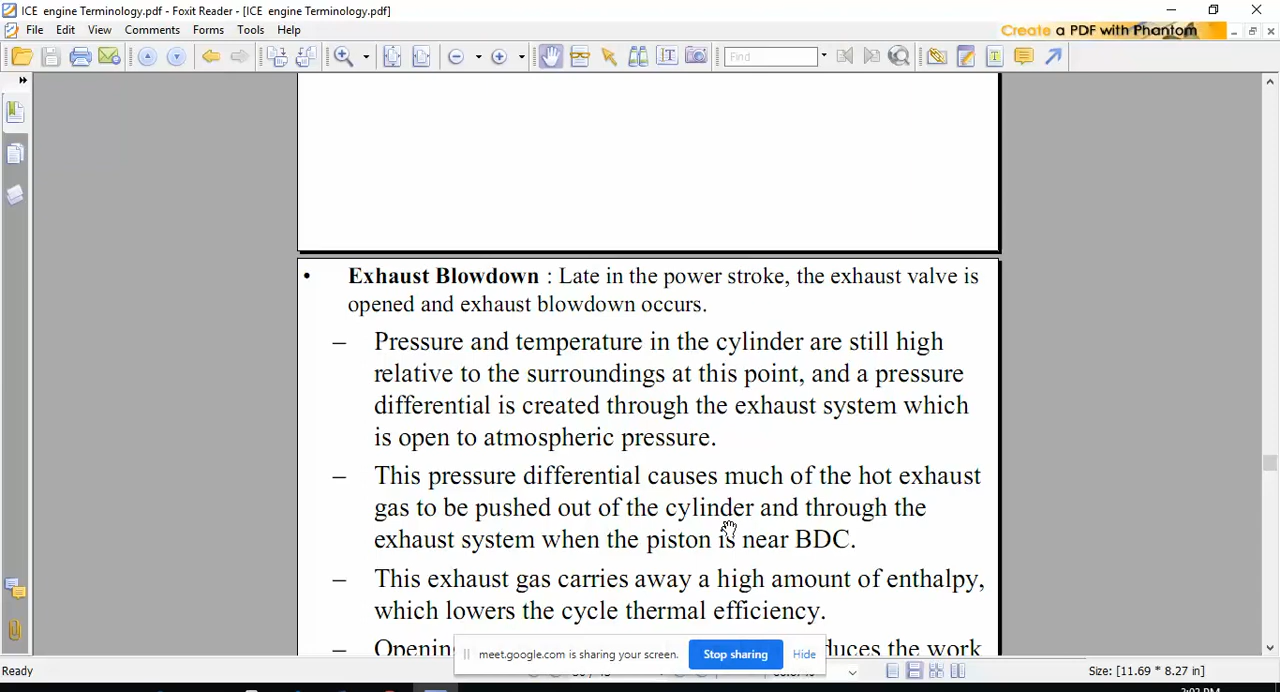 ICE engine Terminology.pdf - Foxit Reader - [ICE engine Terminology.pdf]
File Edit View Comments Forms Tools Help
Create a PDF with Phantom
Find
• Exhaust Blowdown : Late in the power stroke, the exhaust valve is
opened and exhaust blowdown occurs.
– Pressure and temperature in the cylinder are still high
relative to the surroundings at this point, and a pressure
differential is created through the exhaust system which
is open to atmospheric pressure.
– This pressure differential causes much of the hot exhaust
gas to be pushed out of the cylinder and through the
exhaust system when the piston is near BDC.
– This exhaust gas carries away a high amount of enthalpy,
which lowers the cycle thermal efficiency.
– the work
meet.google.com is sharing your screen. Stop sharing Hide
Ready
Size: [11.69 * 8.27 in]